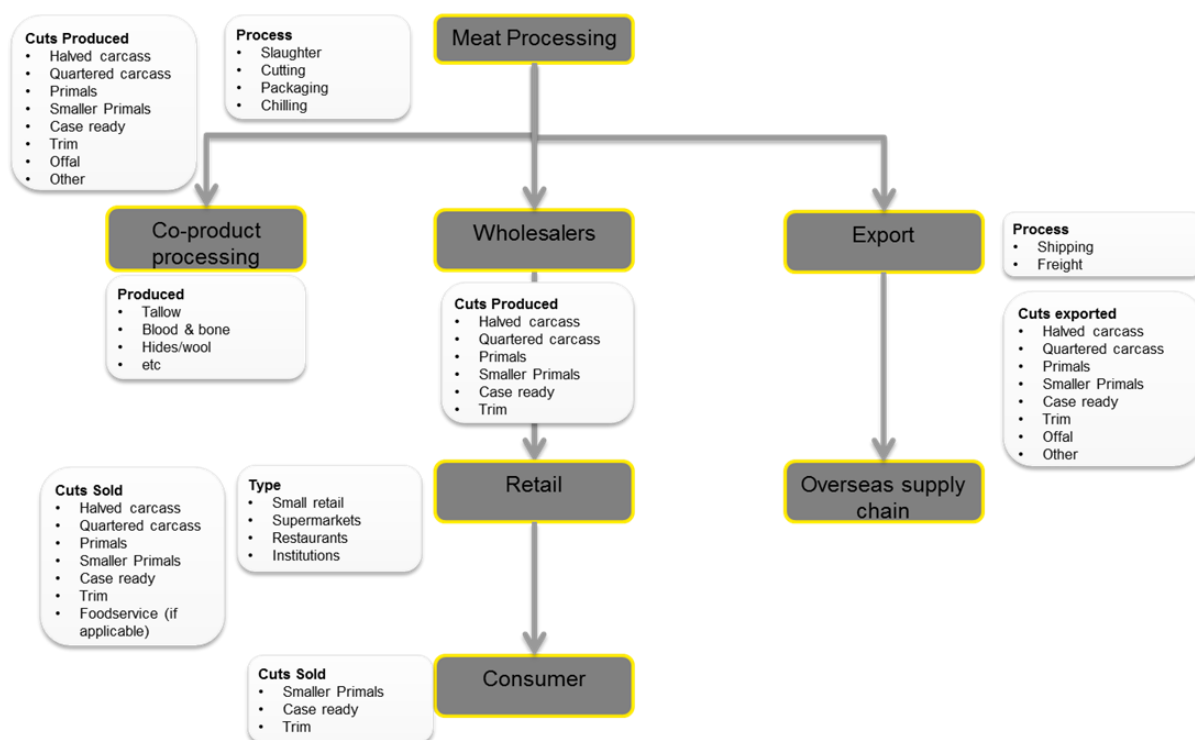 Cuts Produced
• Halved carcass
• Quartered carcass
• Primals
• Smaller Primals
• Case ready
• Trim
• Offal
• Other
Process
• Slaughter
• Cutting
• Packaging
• Chilling
Meat Processing
Co-product
processing
Wholesalers
Export
Process
• Shipping
• Freight
Produced
• Tallow
• Blood & bone
• Hides/wool
• etc
Cuts Produced
• Halved carcass
• Quartered carcass
• Primals
• Smaller Primals
• Case ready
• Trim
Cuts exported
• Halved carcass
• Quartered carcass
• Primals
• Smaller Primals
• Case ready
• Trim
• Offal
• Other
Cuts Sold
• Halved carcass
• Quartered carcass
• Primals
• Smaller Primals
• Case ready
• Trim
• Foodservice (if
applicable)
Type
• Small retail
• Supermarkets
• Restaurants
• Institutions
Retail
Overseas supply
chain
Cuts Sold
• Smaller Primals
• Case ready
• Trim
Consumer